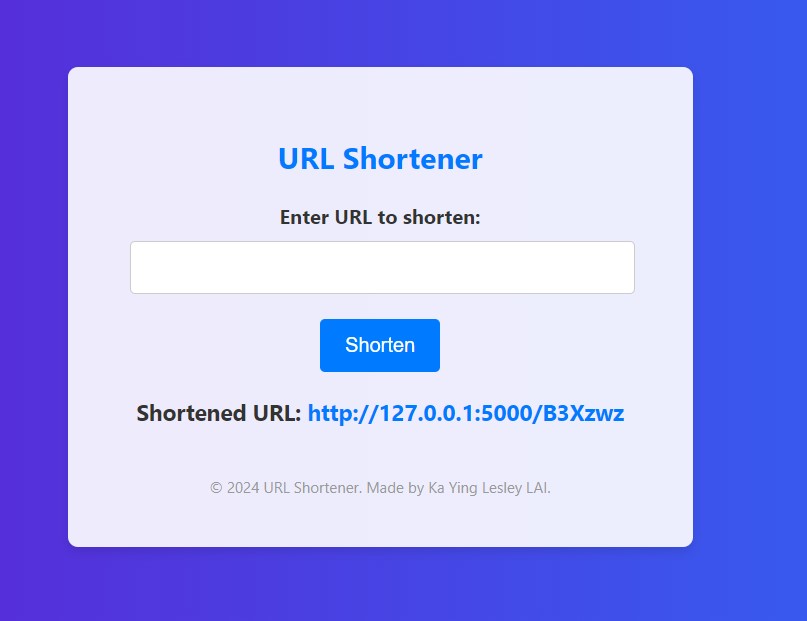 URL Shortener
Enter URL to shorten:
Shorten
Shortened URL: http://127.0.0.1:5000/B3Xzwz
© 2024 URL Shortener. Made by Ka Ying Lesley LAI.